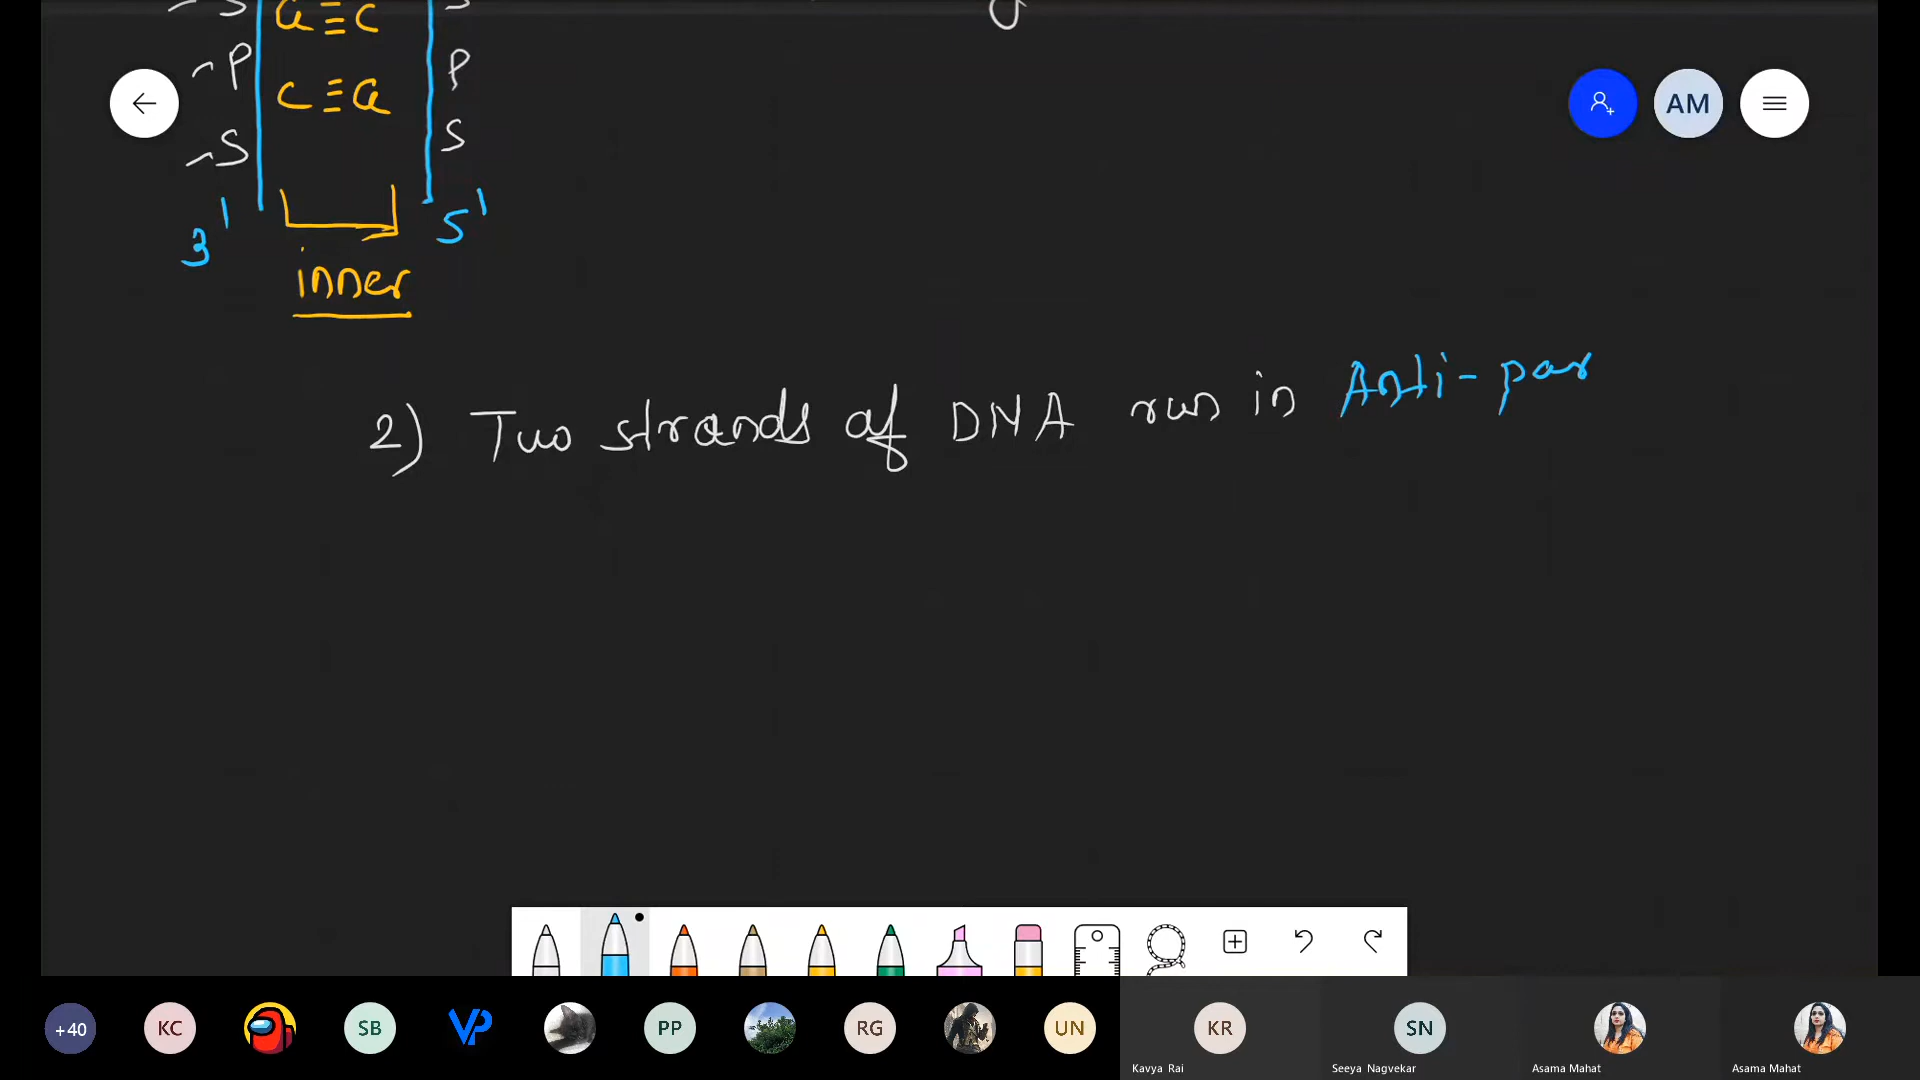 S G≡C S
P P
C≡G
S S
3' 5'
inner
AM
2) Two strands of DNA run in Anti-par
+40 KC SB VP PP RG UN KR SN
Kavya Rai Seeya Nagvekar Asama Mahat Asama Mahat